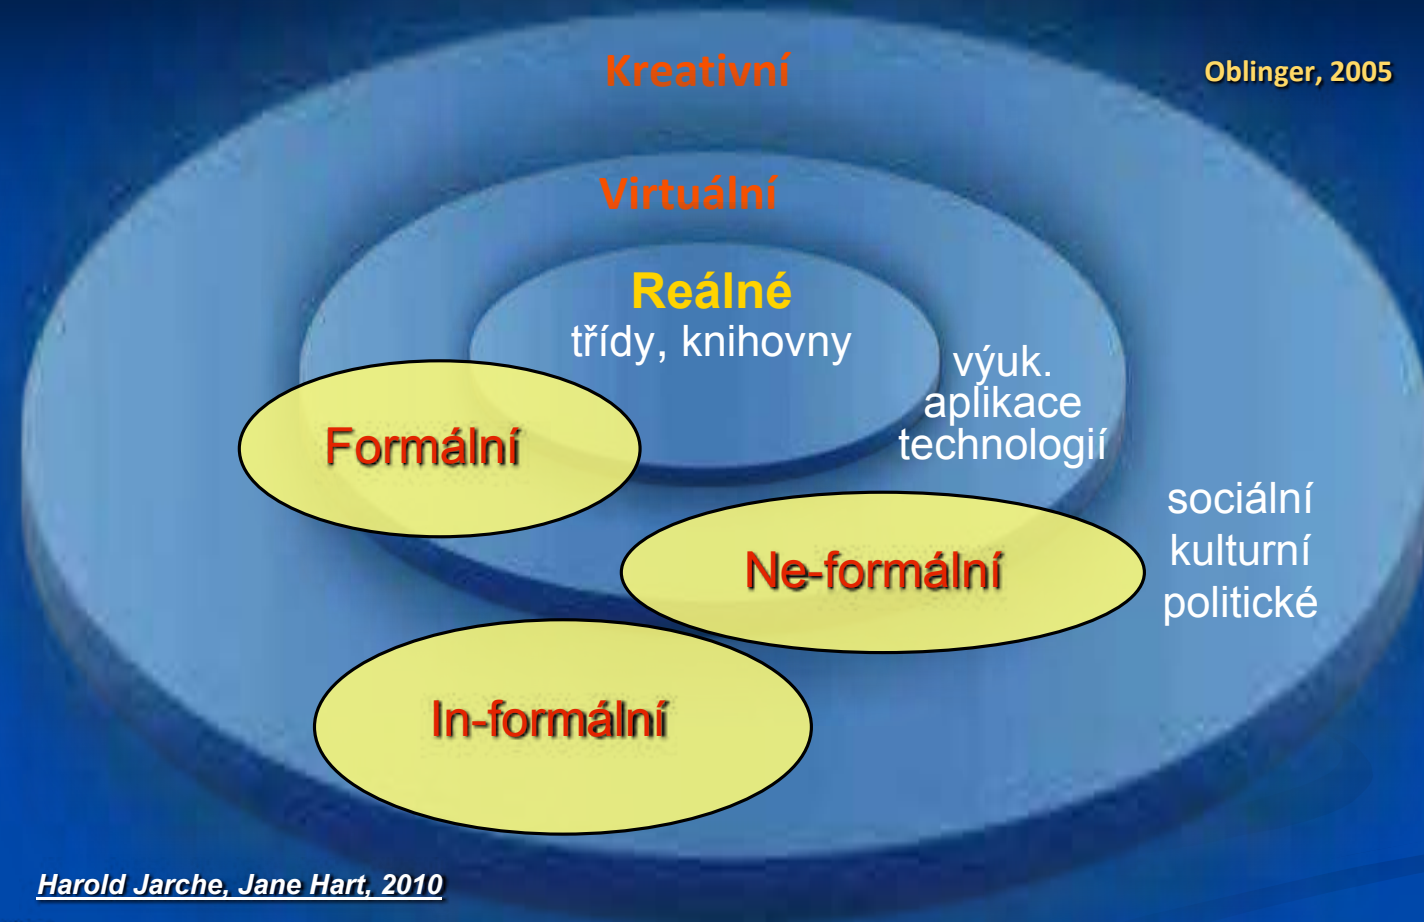 Kreativní
Oblinger, 2005
Virtuální
Reálné
třídy, knihovny
výuk.
aplikace
technologií
Formální
sociální
kulturní
politické
Ne-formální
In-formální
Harold Jarche, Jane Hart, 2010